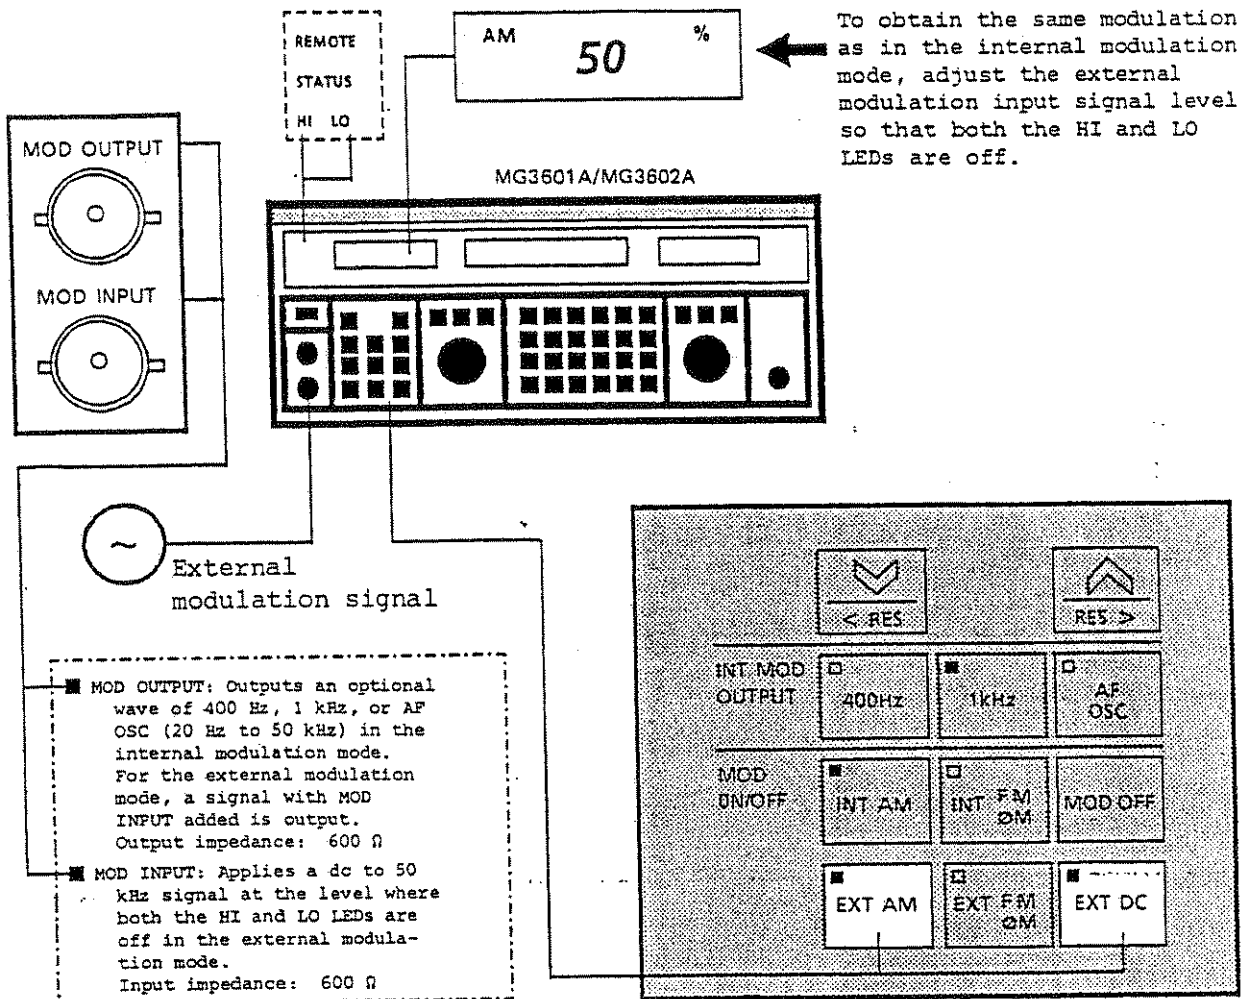 REMOTE
STATUS
HI LO
AM 50 %
To obtain the same modulation
as in the internal modulation
mode, adjust the external
modulation input signal level
so that both the HI and LO
LEDs are off.
MOD OUTPUT
MOD INPUT
MG3601A/MG3602A
~
External
modulation signal
MOD OUTPUT: Outputs an optional
wave of 400 Hz, 1 kHz, or AF
OSC (20 Hz to 50 kHz) in the
internal modulation mode.
For the external modulation
mode, a signal with MOD
INPUT added is output.
Output impedance: 600 Ω
MOD INPUT: Applies a dc to 50
kHz signal at the level where
both the HI and LO LEDs are
off in the external modula-
tion mode.
Input impedance: 600 Ω
< RES
RES >
INT MOD
OUTPUT
400Hz
1kHz
AF
OSC
MOD
ON/OFF
INT AM
INT FM
ØM
MOD OFF
EXT AM
EXT FM
ØM
EXT DC